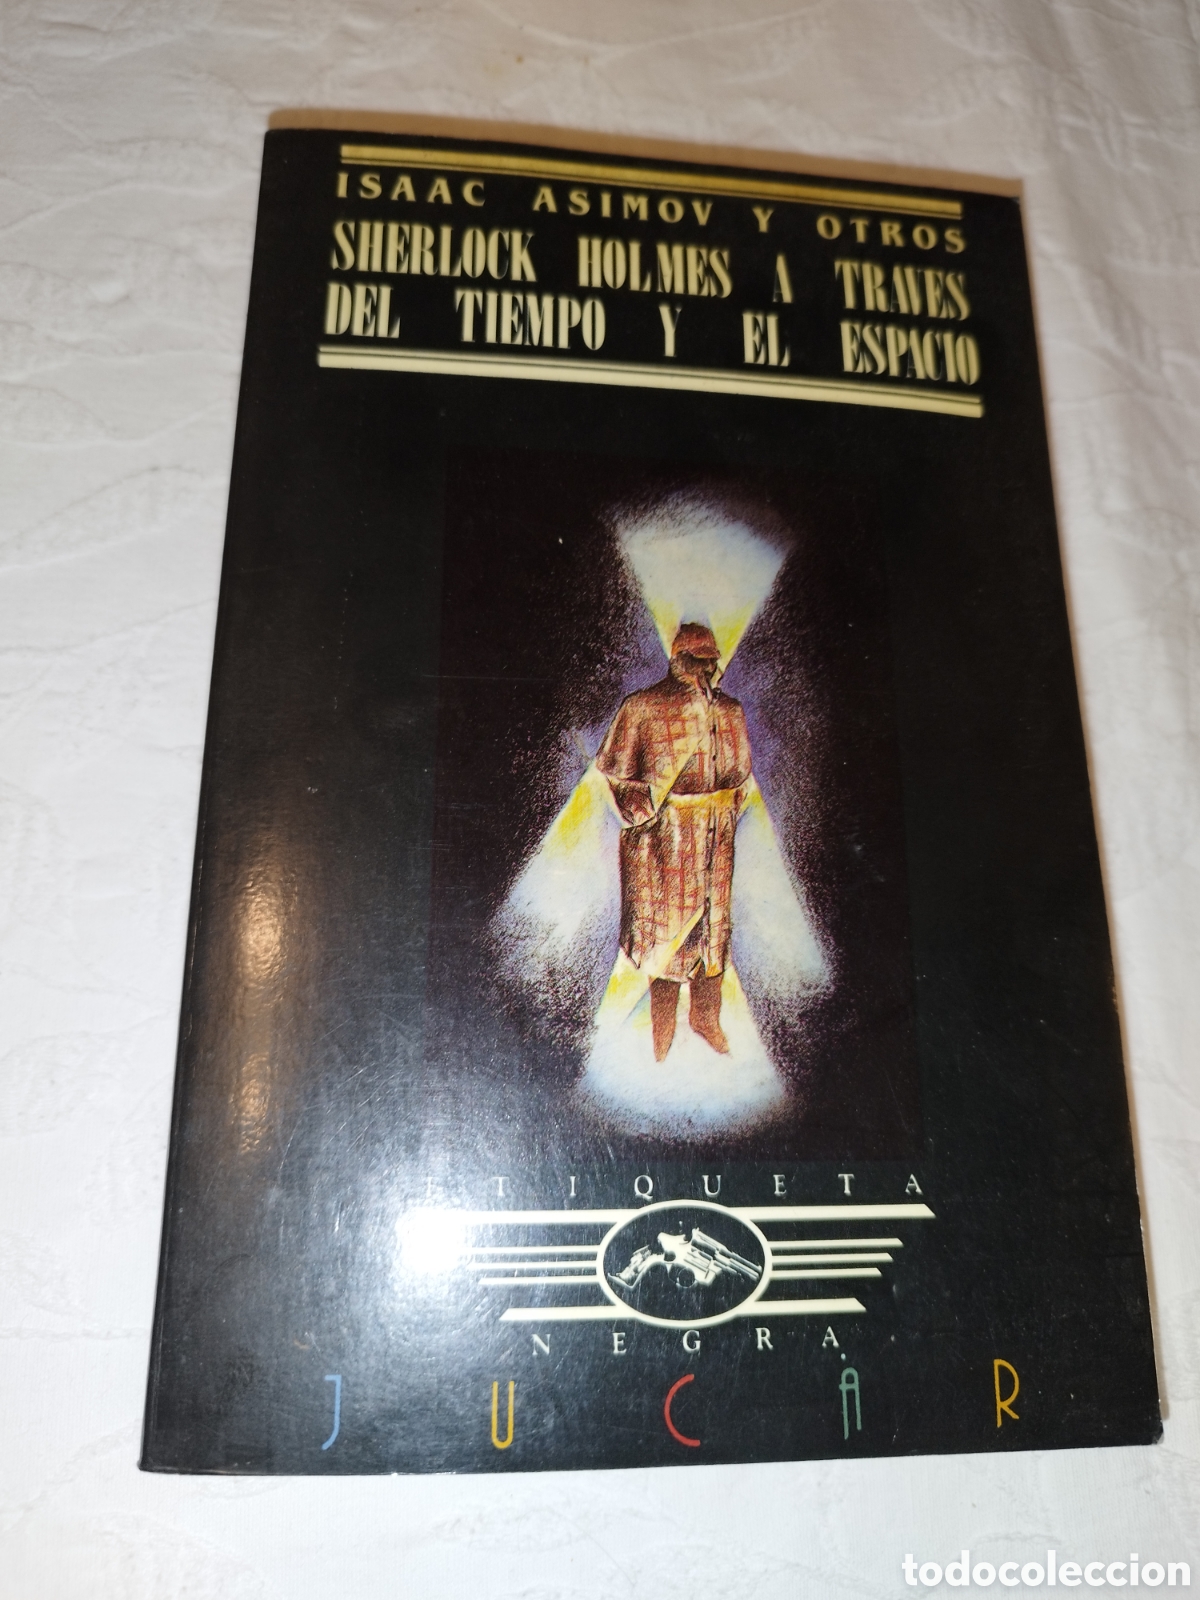 ISAAC ASIMOV Y OTROS
SHERLOCK HOLMES A TRAVES
DEL TIEMPO Y EL ESPACIO
ETIQUETA
NEGRA
JUCAR
todocoleccion